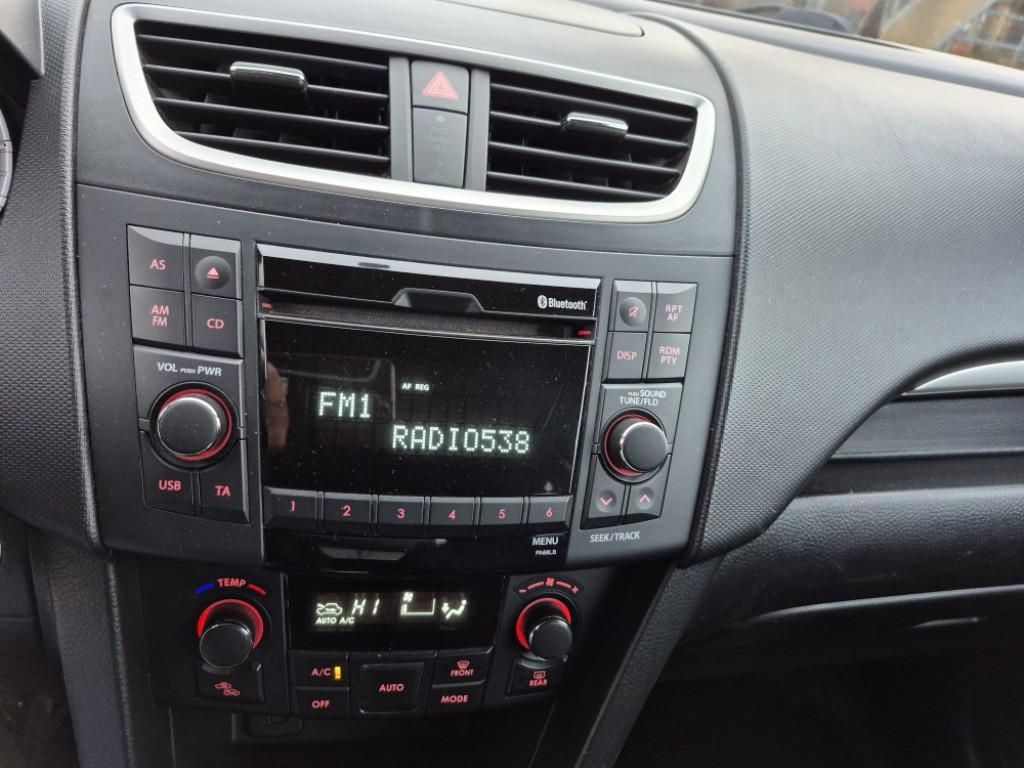 AS
AM
FM
CD
VOL PUSH PWR
USB
TA
Bluetooth
AF REG
FM1
RADIO538
1 2 3 4 5 6
MENU
PA68LB
RPT
AF
DISP
RDM
PTY
PUSH SOUND
TUNE/FLD
SEEK/TRACK
TEMP
HI
AUTO A/C
A/C
OFF
AUTO
FRONT
MODE
REAR